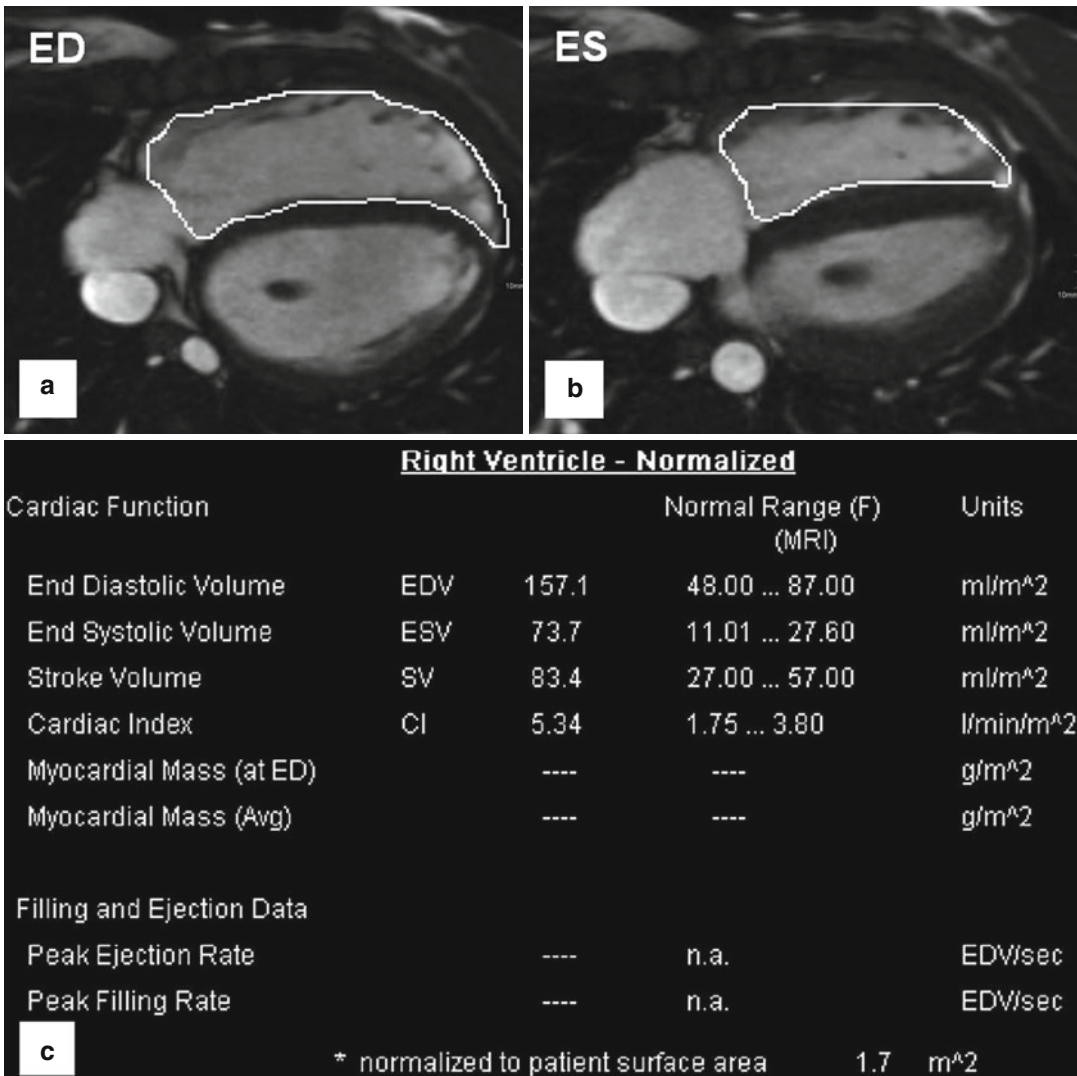 ED
ES
10mm
10mm
a
b
Right Ventricle - Normalized
Cardiac Function Normal Range (F) Units
(MRI)
End Diastolic Volume EDV 157.1 48.00 ... 87.00 ml/m^2
End Systolic Volume ESV 73.7 11.01 ... 27.60 ml/m^2
Stroke Volume SV 83.4 27.00 ... 57.00 ml/m^2
Cardiac Index CI 5.34 1.75 ... 3.80 l/min/m^2
Myocardial Mass (at ED) ---- ---- g/m^2
Myocardial Mass (Avg) ---- ---- g/m^2
Filling and Ejection Data
Peak Ejection Rate ---- n.a. EDV/sec
Peak Filling Rate ---- n.a. EDV/sec
c
* normalized to patient surface area 1.7 m^2